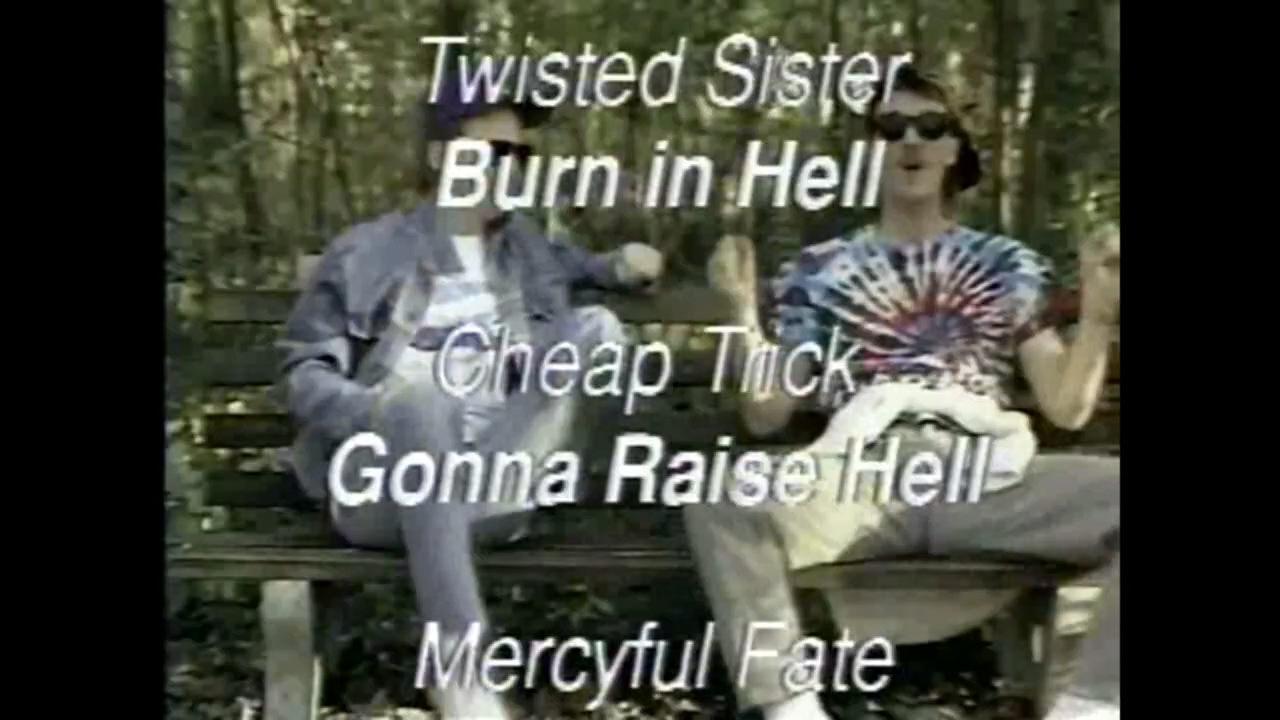 Twisted Sister
Burn in Hell
Cheap Trick
Gonna Raise Hell
Mercyful Fate